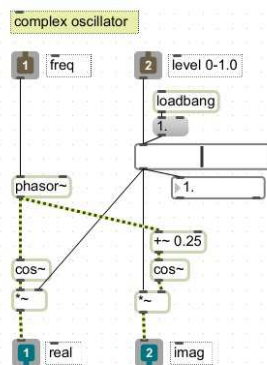 complex oscillator
1 freq
2 level 0-1.0
loadbang
1.
1.
phasor~
+~ 0.25
cos~
cos~
*~
*~
1 real
2 imag